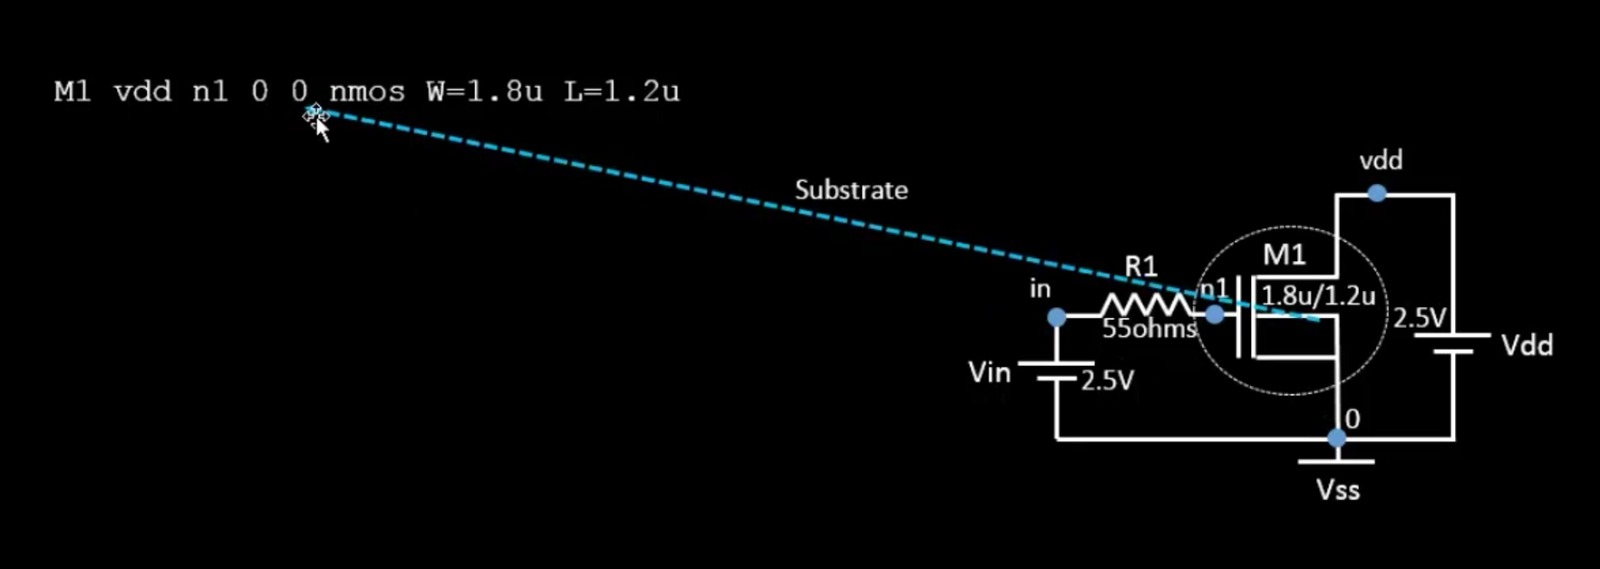 M1 vdd n1 0 0 nmos W=1.8u L=1.2u
vdd
Substrate
M1
R1
in
n1
1.8u/1.2u
2.5V
55ohms
Vdd
Vin
2.5V
0
Vss